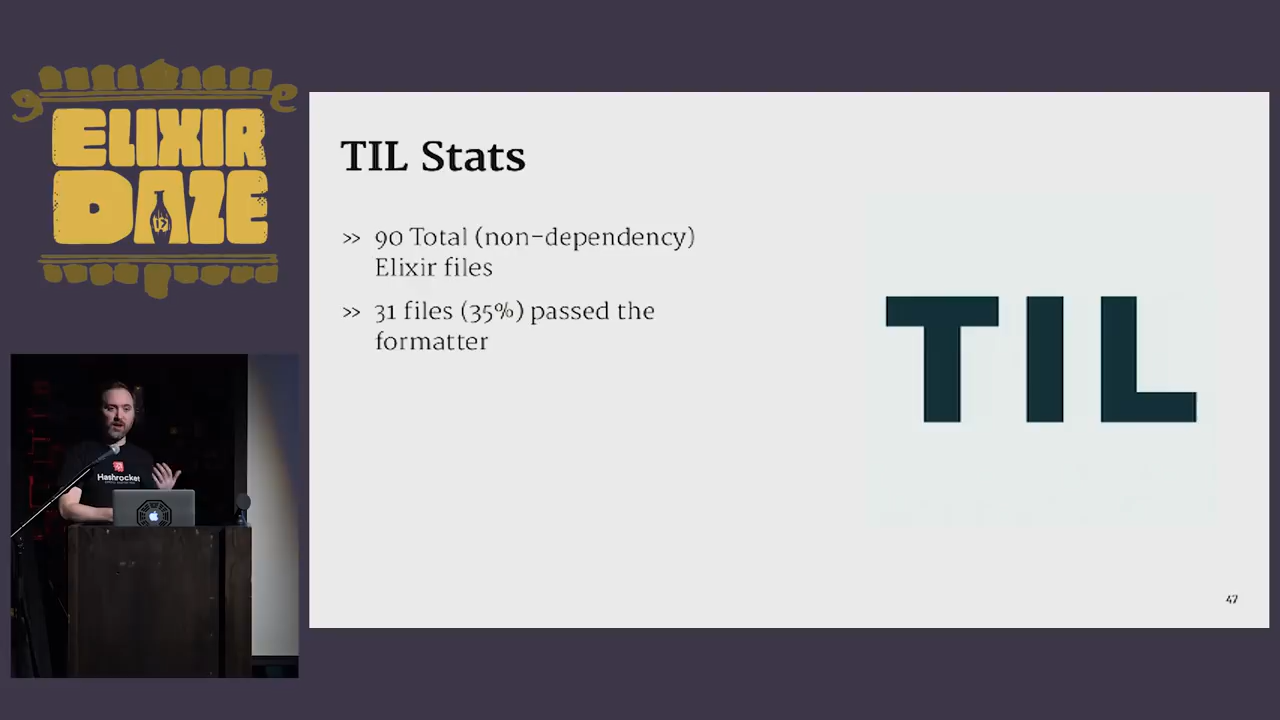 ELIXIR
DAZE
TIL Stats
>> 90 Total (non-dependency)
Elixir files
>> 31 files (35%) passed the
formatter
TIL
Hashrocket
47